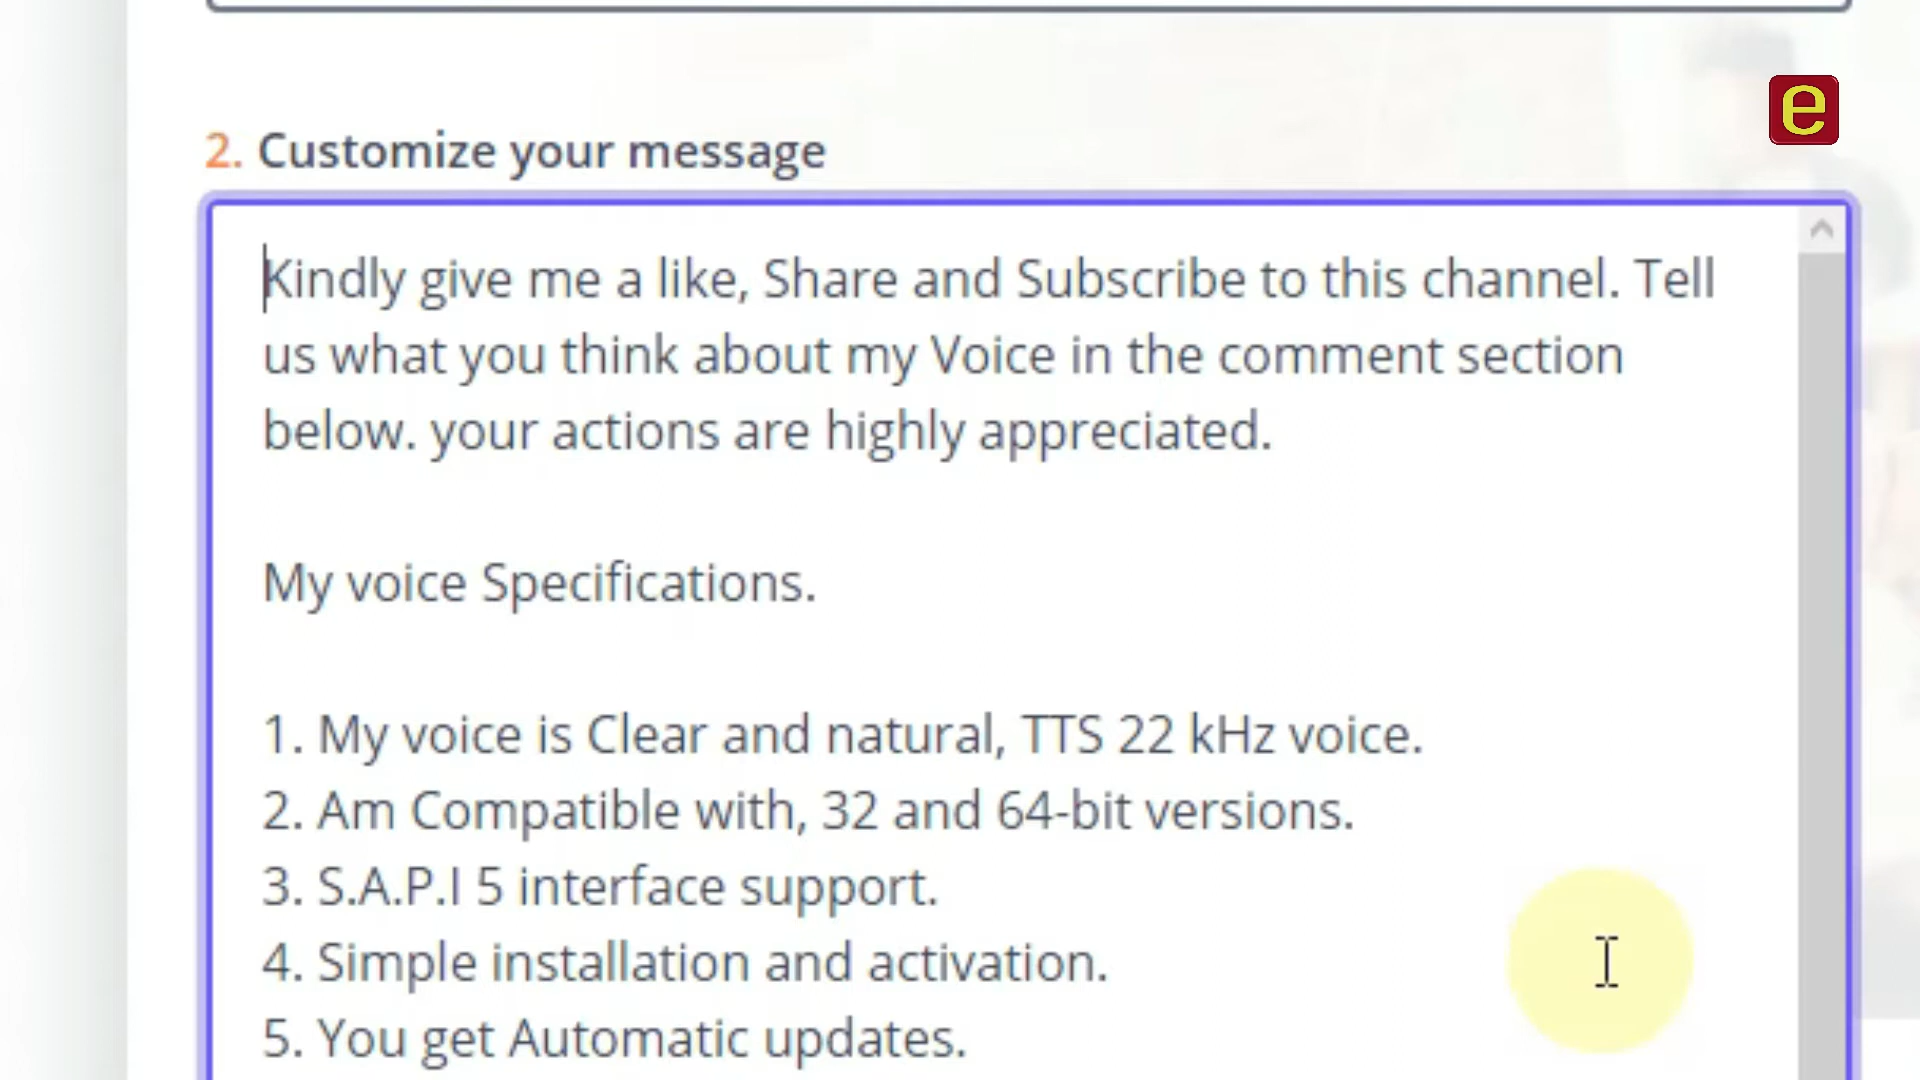 e
2. Customize your message
Kindly give me a like, Share and Subscribe to this channel. Tell
us what you think about my Voice in the comment section
below. your actions are highly appreciated.
My voice Specifications.
1. My voice is Clear and natural, TTS 22 kHz voice.
2. Am Compatible with, 32 and 64-bit versions.
3. S.A.P.I 5 interface support.
4. Simple installation and activation.
5. You get Automatic updates.